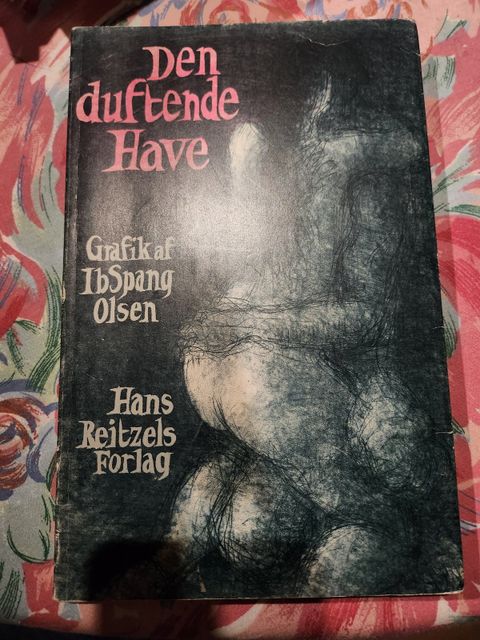 Den
duftende
Have
Grafik af
Ib Spang
Olsen
Hans
Reitzels
Forlag